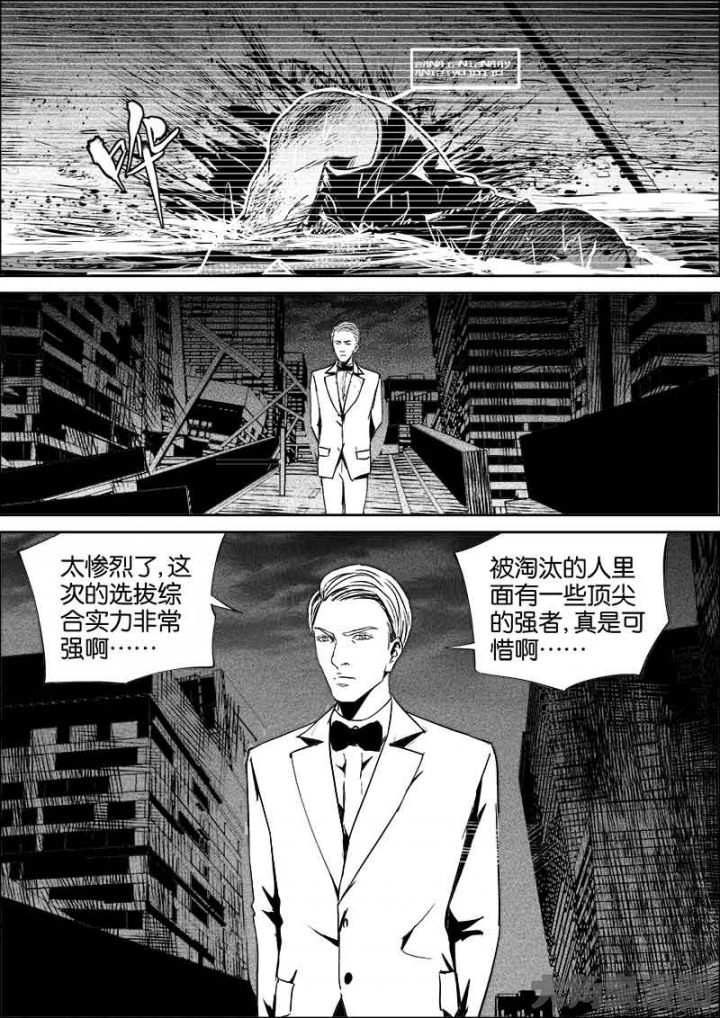 太惨烈了,这
次的选拔综
合实力非常
强啊……
被淘汰的人里
面有一些顶尖
的强者,真是可
惜啊……